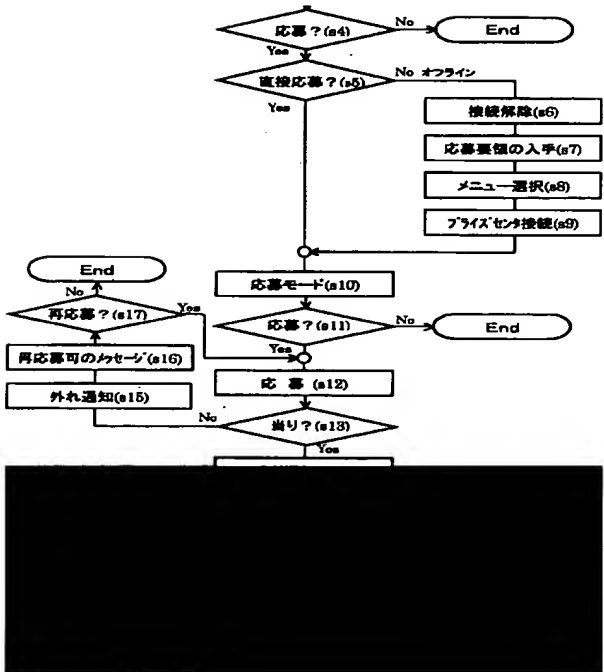 応募？(s4)
No
End
Yes
直接応募？(s5)
No オフライン
Yes
接続解除(s6)
応募要領の入手(s7)
メニュー選択(s8)
プライズセンタ接続(s9)
End
応募モード(s10)
No
再応募？(s17)
Yes
応募？(s11)
No
End
Yes
再応募可のメッセージ(s16)
応 募 (s12)
外れ通知(s15)
No
当り？(s13)
Yes